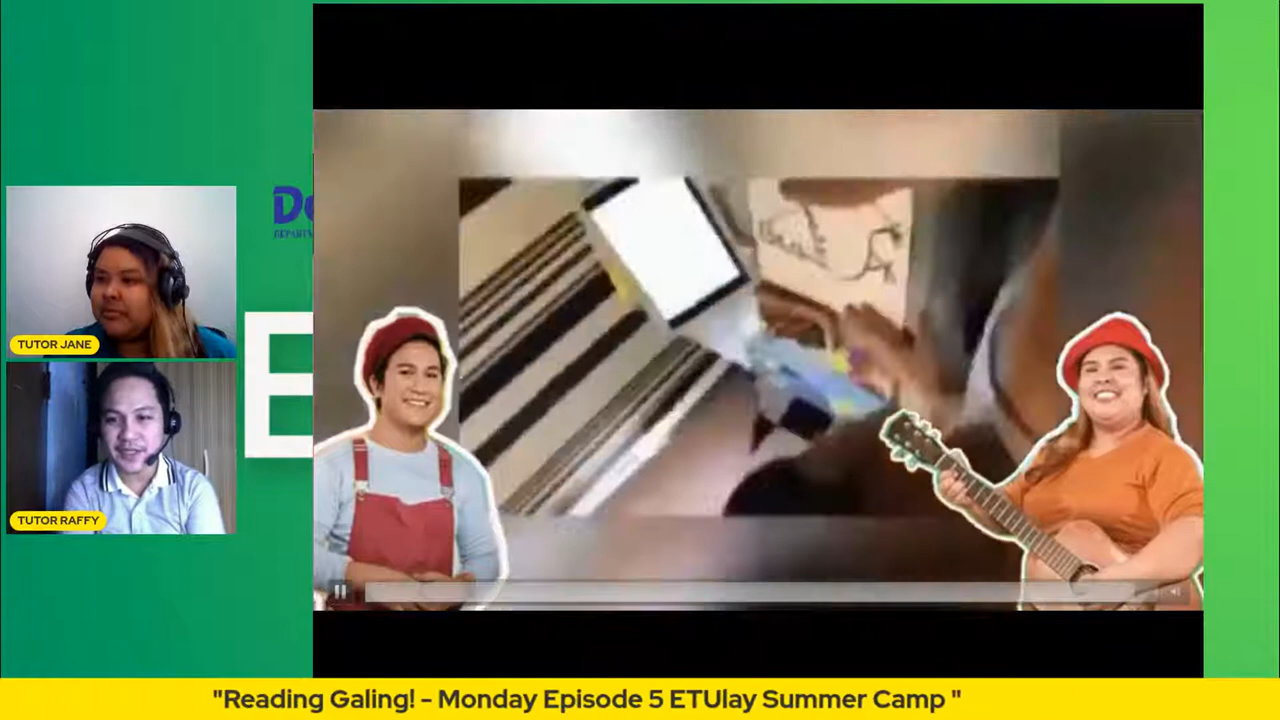 TUTOR JANE
TUTOR RAFFY
"Reading Galing! - Monday Episode 5 ETUlay Summer Camp "